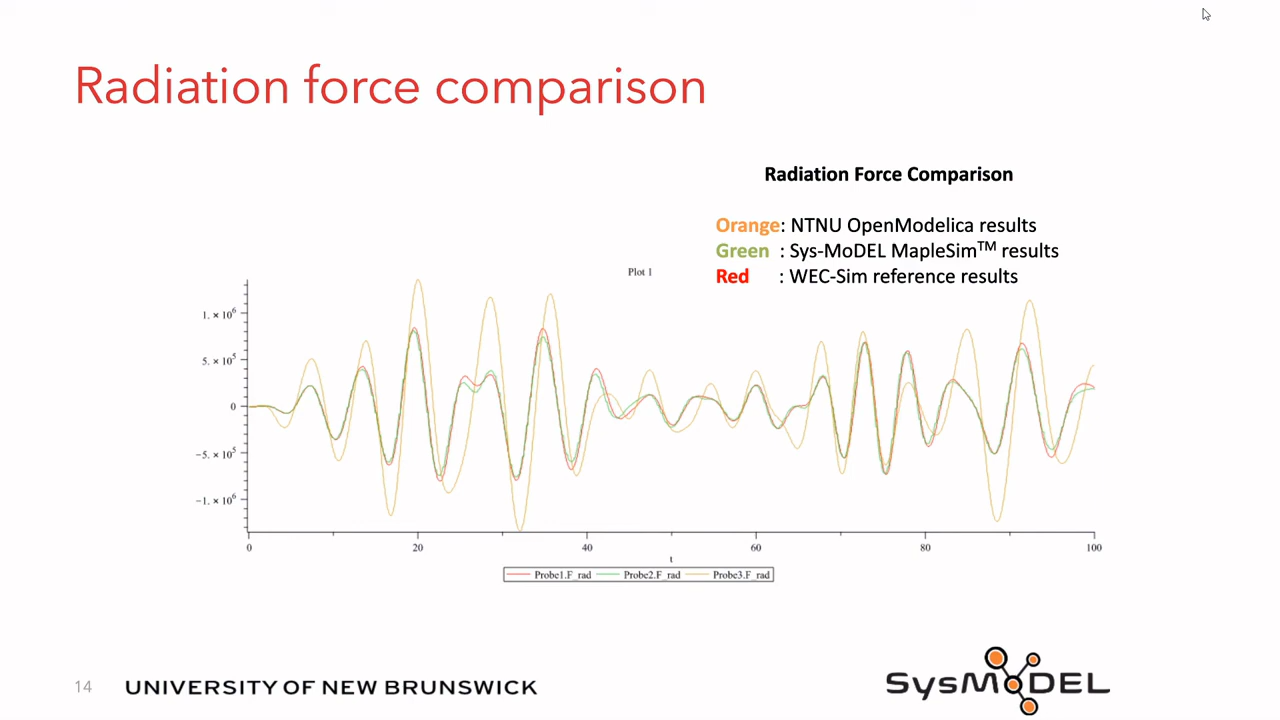 Radiation force comparison
Radiation Force Comparison
Orange: NTNU OpenModelica results
Green : Sys-MoDEL MapleSim™ results
Red : WEC-Sim reference results
Plot 1
1. × 10⁶
5. × 10⁵
0
−5. × 10⁵
−1. × 10⁶
0 20 40 60 80 100
t
Probe1.F_rad Probe2.F_rad Probe3.F_rad
14 UNIVERSITY OF NEW BRUNSWICK
SysMoDEL